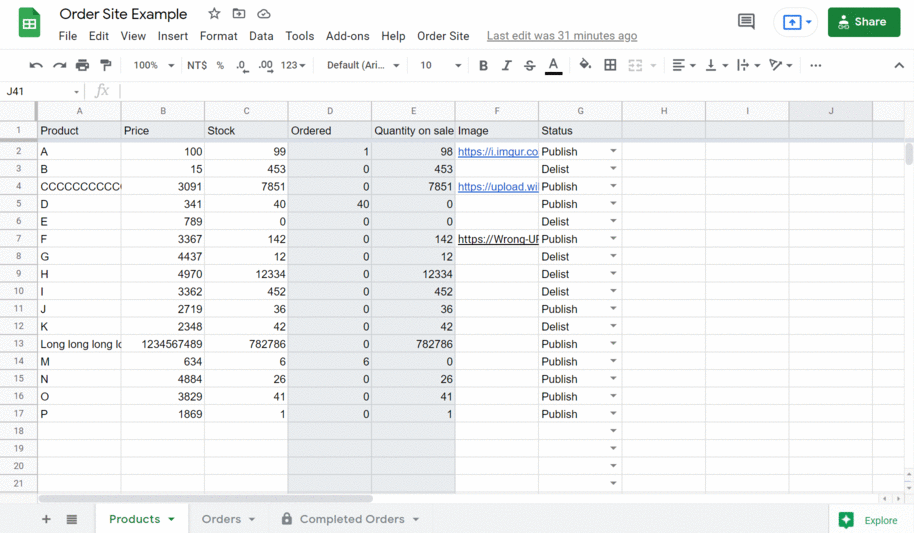 Order Site Example
File Edit View Insert Format Data Tools Add-ons Help Order Site Last edit was 31 minutes ago
Share
100% NT$ % .0 .00 123 Default (Ari... 10 B I S A
J41 fx
A B C D E F G H I J
1 Product Price Stock Ordered Quantity on sale Image Status
2 A 100 99 1 98 https://i.imgur.co Publish
3 B 15 453 0 453 Delist
4 CCCCCCCCCCC 3091 7851 0 7851 https://upload.wi Publish
5 D 341 40 40 0 Publish
6 E 789 0 0 0 Delist
7 F 3367 142 0 142 https://Wrong-UF Publish
8 G 4437 12 0 12 Delist
9 H 4970 12334 0 12334 Delist
10 I 3362 452 0 452 Delist
11 J 2719 36 0 36 Publish
12 K 2348 42 0 42 Delist
13 Long long long lo 1234567489 782786 0 782786 Publish
14 M 634 6 6 0 Publish
15 N 4884 26 0 26 Publish
16 O 3829 41 0 41 Publish
17 P 1869 1 0 1 Publish
18
19
20
21
Products Orders Completed Orders Explore